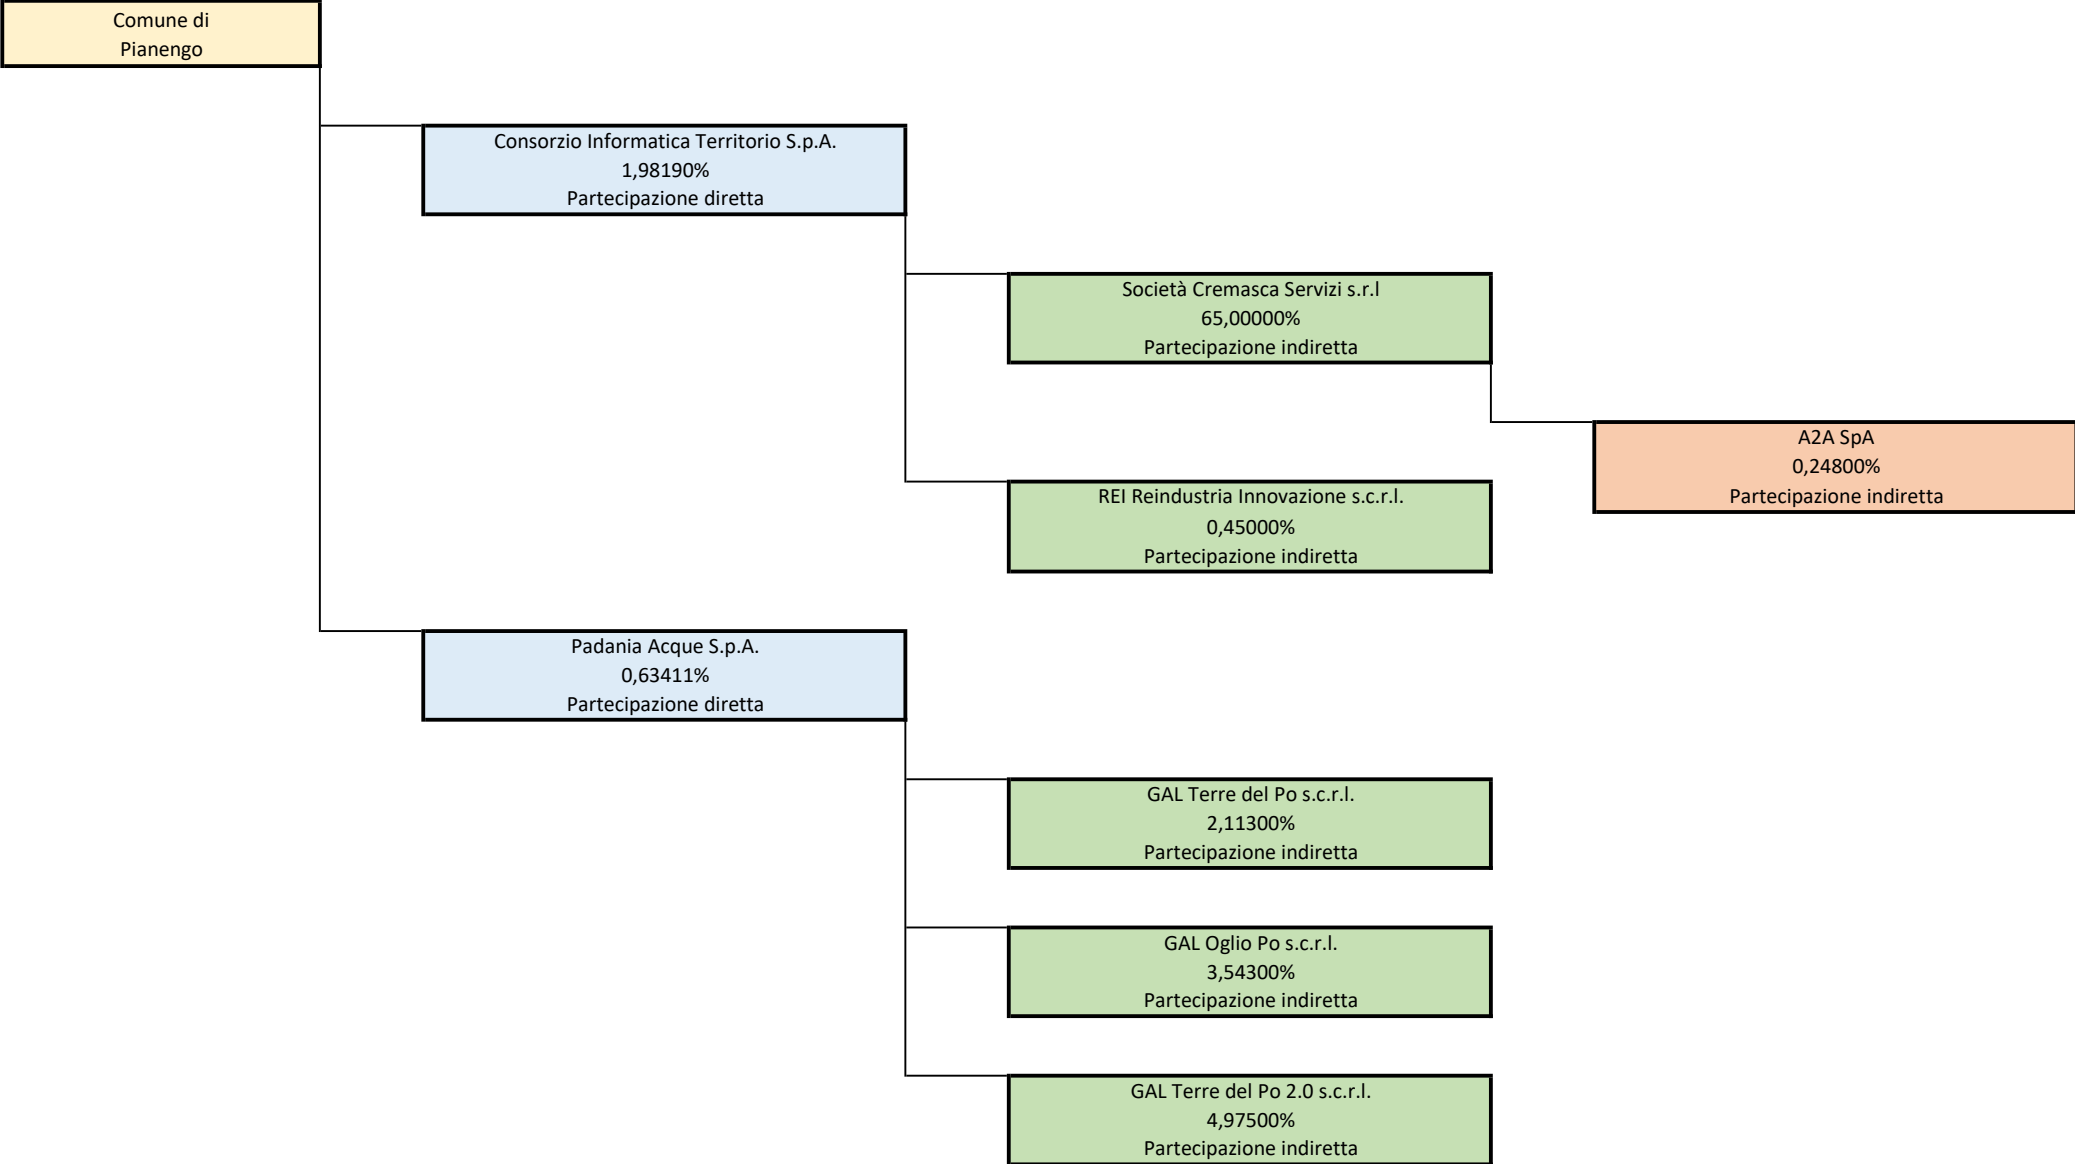 Comune di
Pianengo
Consorzio Informatica Territorio S.p.A.
1,98190%
Partecipazione diretta
Società Cremasca Servizi s.r.l
65,00000%
Partecipazione indiretta
A2A SpA
0,24800%
Partecipazione indiretta
REI Reindustria Innovazione s.c.r.l.
0,45000%
Partecipazione indiretta
Padania Acque S.p.A.
0,63411%
Partecipazione diretta
GAL Terre del Po s.c.r.l.
2,11300%
Partecipazione indiretta
GAL Oglio Po s.c.r.l.
3,54300%
Partecipazione indiretta
GAL Terre del Po 2.0 s.c.r.l.
4,97500%
Partecipazione indiretta